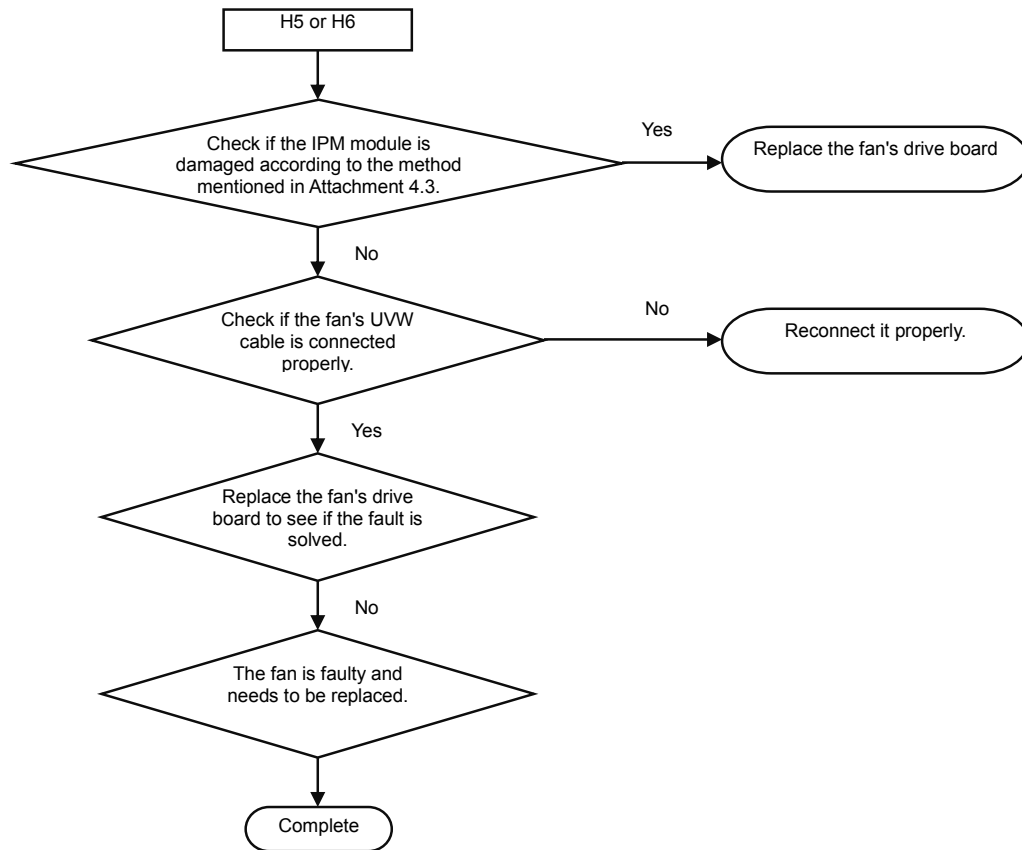 H5 or H6
Check if the IPM module is
damaged according to the method
mentioned in Attachment 4.3.
Yes
Replace the fan's drive board
No
Check if the fan's UVW
cable is connected
properly.
No
Reconnect it properly.
Yes
Replace the fan's drive
board to see if the fault is
solved.
No
The fan is faulty and
needs to be replaced.
Complete